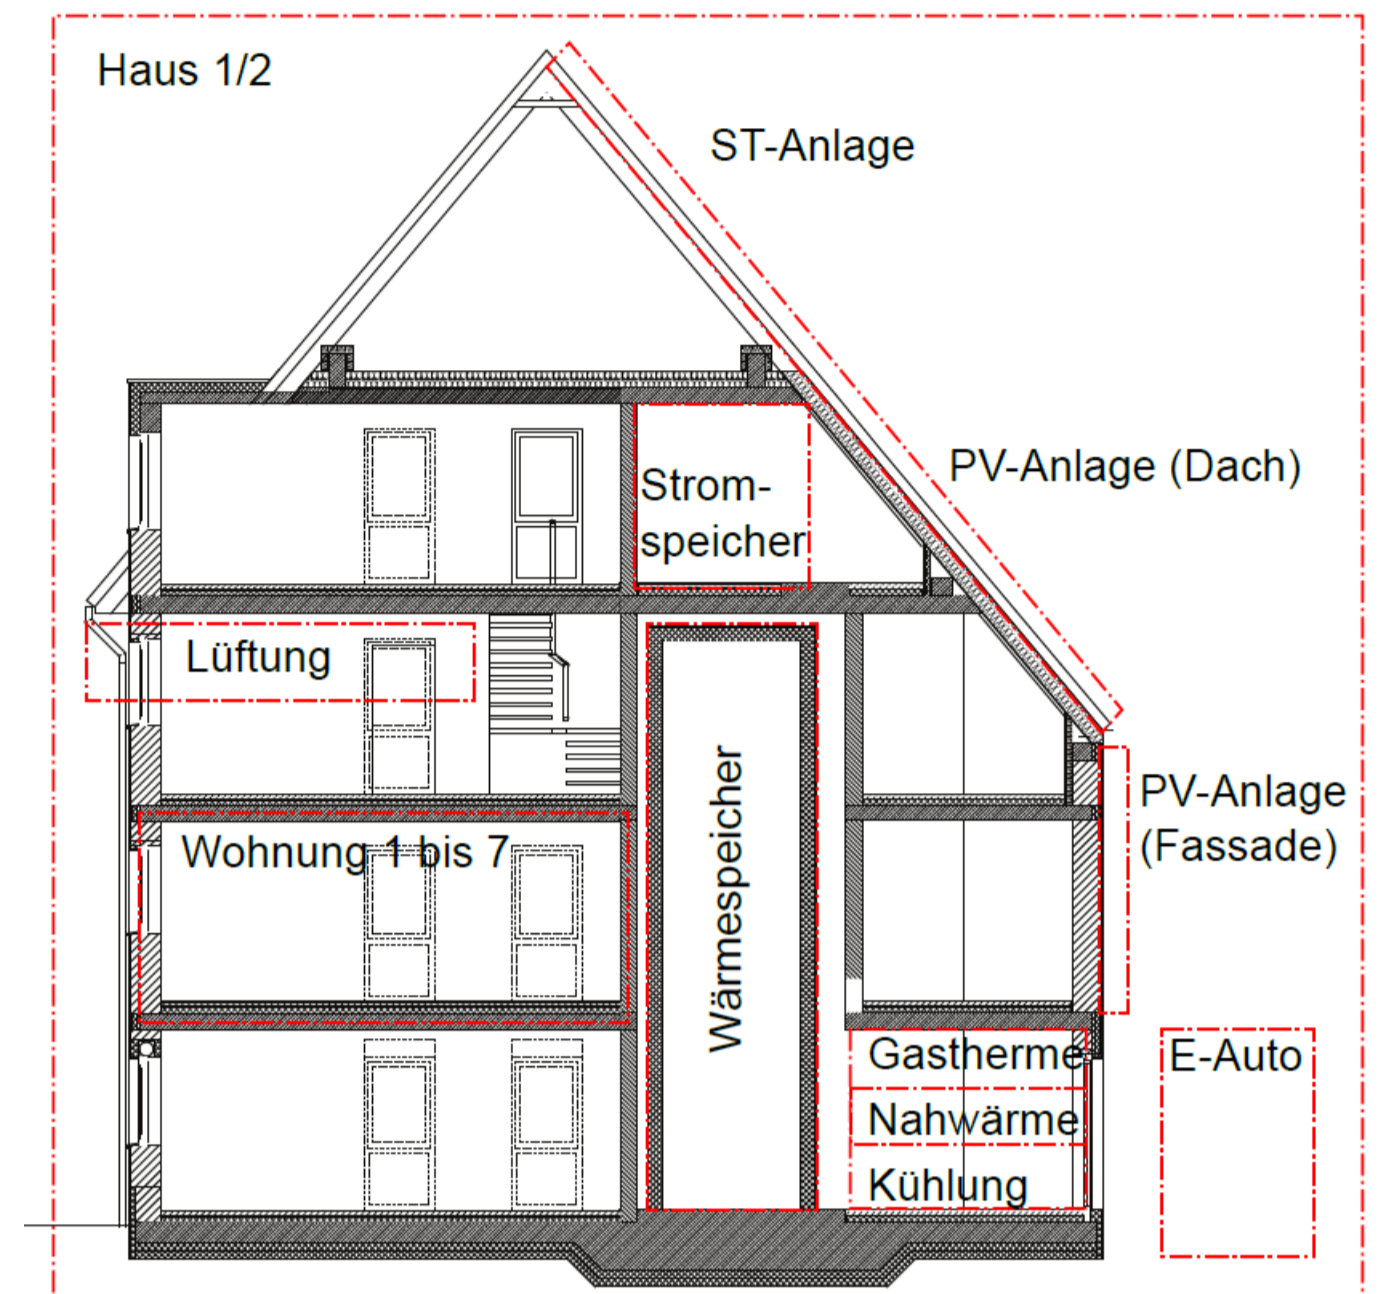 Haus 1/2
ST-Anlage
PV-Anlage (Dach)
Strom-
speicher
Lüftung
Wärmespeicher
PV-Anlage
(Fassade)
Wohnung 1 bis 7
Gastherme
E-Auto
Nahwärme
Kühlung